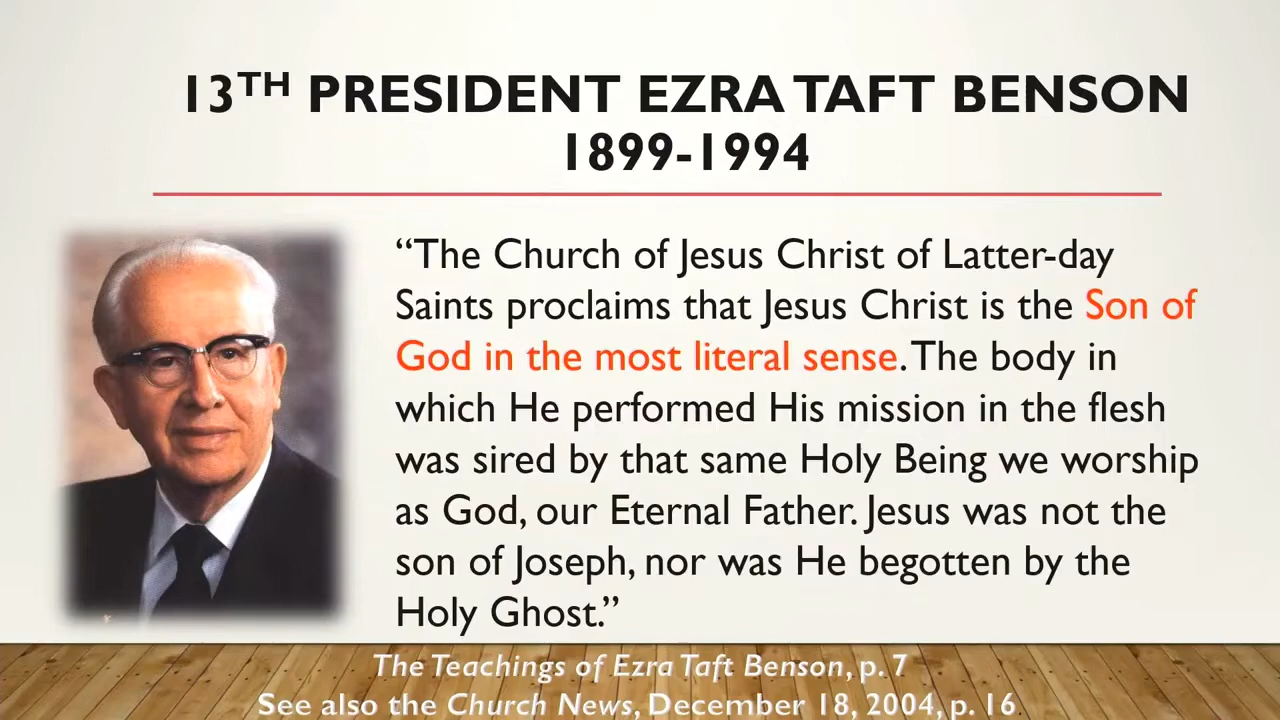 13TH PRESIDENT EZRA TAFT BENSON
1899-1994
“The Church of Jesus Christ of Latter-day
Saints proclaims that Jesus Christ is the Son of
God in the most literal sense. The body in
which He performed His mission in the flesh
was sired by that same Holy Being we worship
as God, our Eternal Father. Jesus was not the
son of Joseph, nor was He begotten by the
Holy Ghost.”
The Teachings of Ezra Taft Benson, p. 7
See also the Church News, December 18, 2004, p. 16.